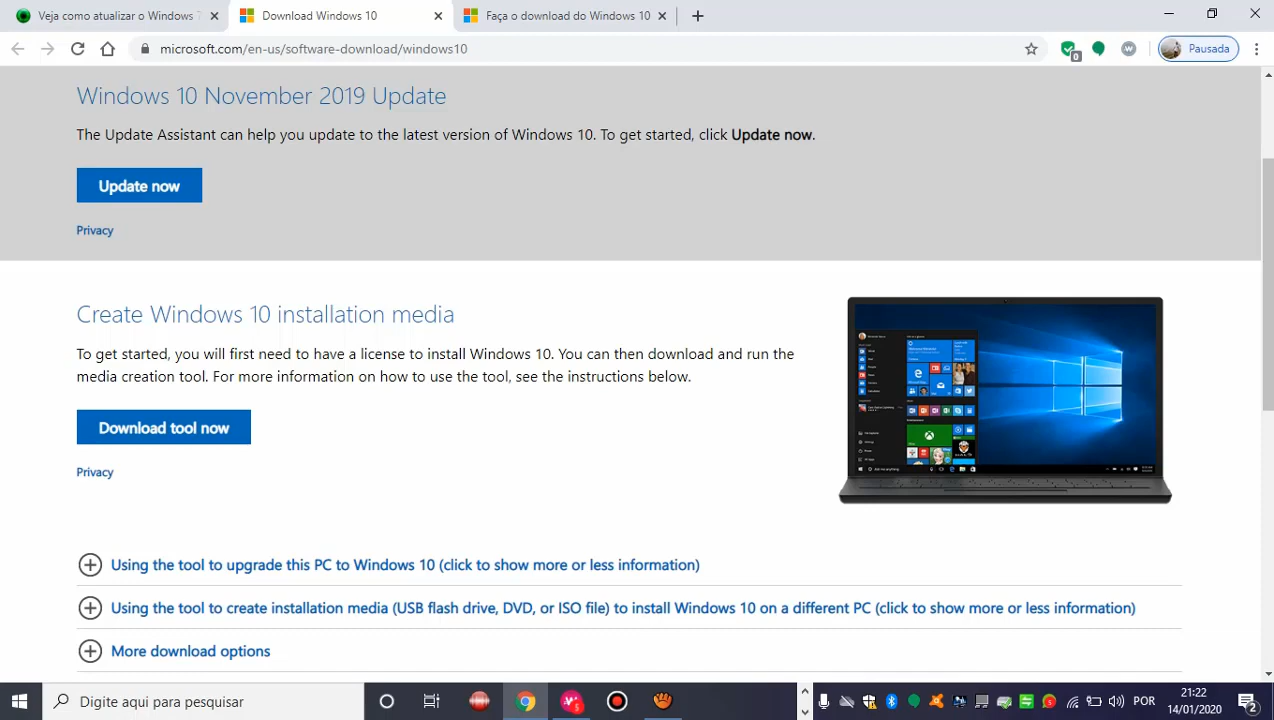 Veja como atualizar o Windows 7
Download Windows 10
Faça o download do Windows 10
microsoft.com/en-us/software-download/windows10
0
Pausada
Windows 10 November 2019 Update
The Update Assistant can help you update to the latest version of Windows 10. To get started, click Update now.
Update now
Privacy
Create Windows 10 installation media
To get started, you will first need to have a license to install Windows 10. You can then download and run the
media creation tool. For more information on how to use the tool, see the instructions below.
Download tool now
Privacy
Using the tool to upgrade this PC to Windows 10 (click to show more or less information)
Using the tool to create installation media (USB flash drive, DVD, or ISO file) to install Windows 10 on a different PC (click to show more or less information)
More download options
Digite aqui para pesquisar
POR
21:22
14/01/2020
2